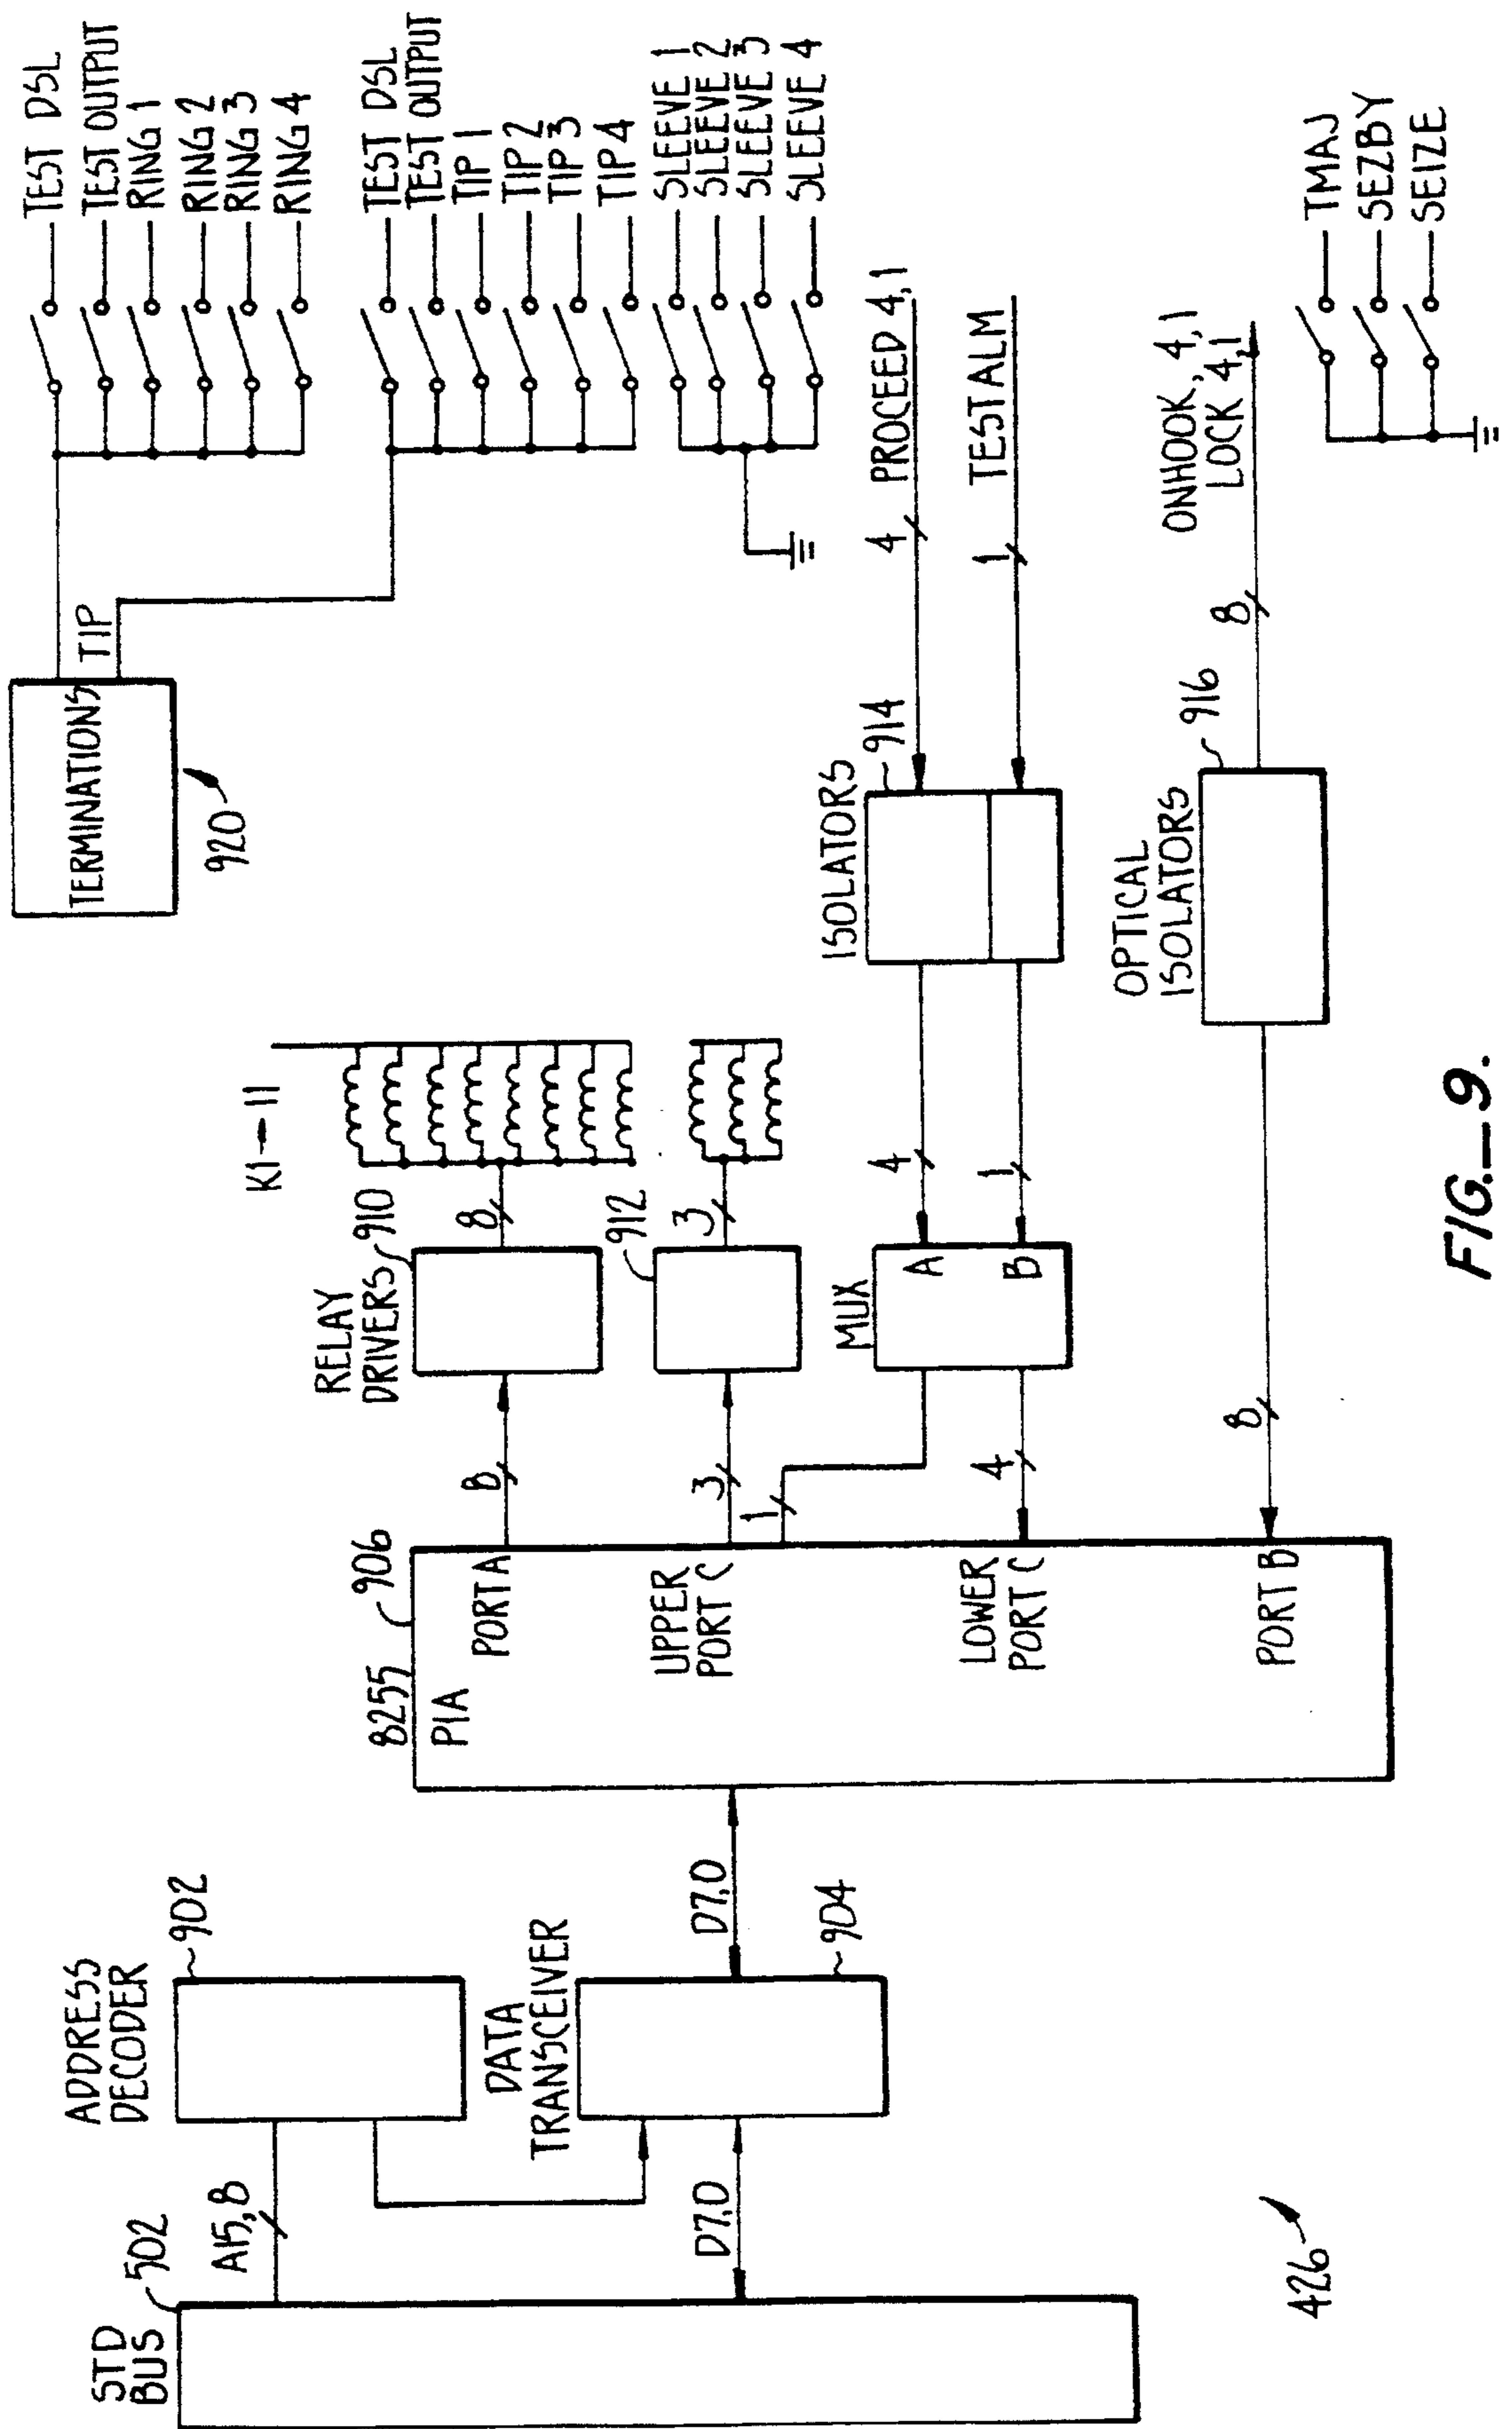 STD
BUS
502
A15,8
D7,0
ADDRESS
DECODER
902
DATA
TRANSCEIVER
904
D7,0
8255
906
PIA
PORT A
UPPER
PORT C
LOWER
PORT C
PORT B
8
3
1
4
8
RELAY
DRIVERS
910
8
912
3
K1-11
MUX
A
B
4
1
ISOLATORS
914
4
PROCEED 4,1
1
TESTALM
OPTICAL
ISOLATORS
916
8
ONHOOK, 4,1
LOCK 4,1
TERMINATIONS
920
TIP
TEST DSL
TEST OUTPUT
RING 1
RING 2
RING 3
RING 4
TEST DSL
TEST OUTPUT
TIP 1
TIP 2
TIP 3
TIP 4
SLEEVE 1
SLEEVE 2
SLEEVE 3
SLEEVE 4
TMAJ
SEZBY
SEIZE
426
FIG._9.